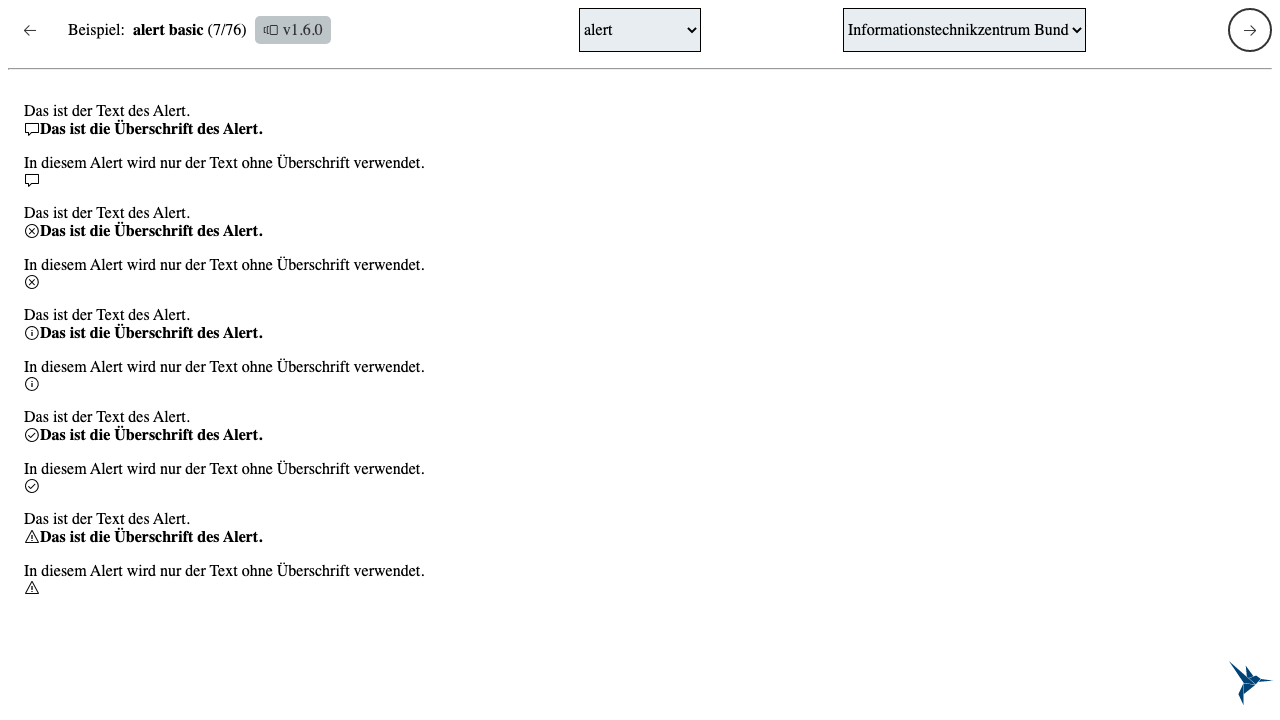 Beispiel: alert basic (7/76) v1.6.0 alert Informationstechnikzentrum Bund
Das ist der Text des Alert.
Das ist die Überschrift des Alert.
In diesem Alert wird nur der Text ohne Überschrift verwendet.
Das ist der Text des Alert.
Das ist die Überschrift des Alert.
In diesem Alert wird nur der Text ohne Überschrift verwendet.
Das ist der Text des Alert.
Das ist die Überschrift des Alert.
In diesem Alert wird nur der Text ohne Überschrift verwendet.
Das ist der Text des Alert.
Das ist die Überschrift des Alert.
In diesem Alert wird nur der Text ohne Überschrift verwendet.
Das ist der Text des Alert.
Das ist die Überschrift des Alert.
In diesem Alert wird nur der Text ohne Überschrift verwendet.